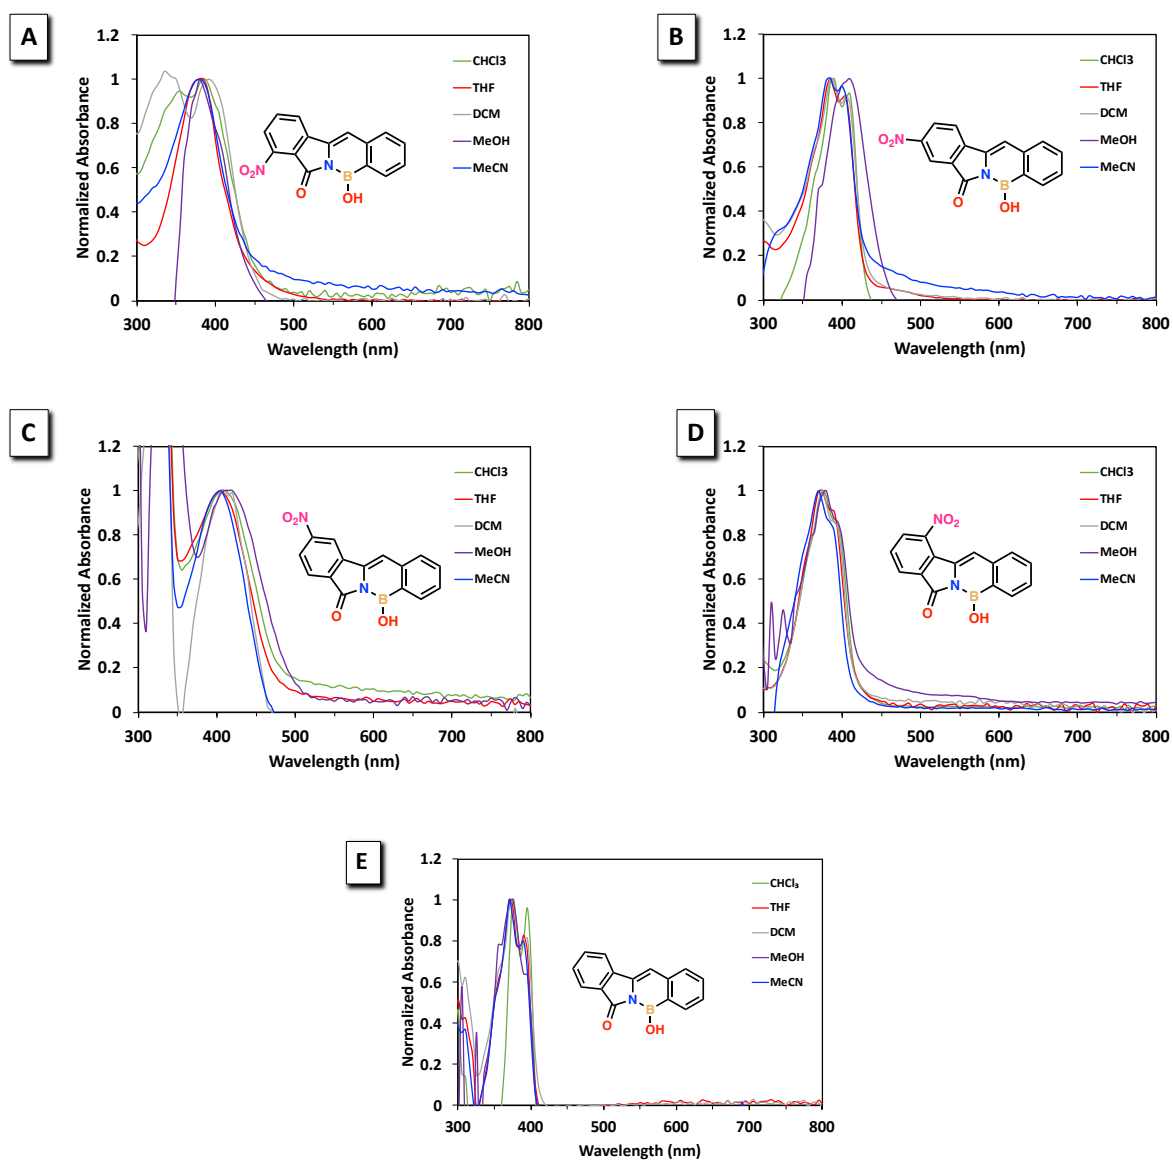 A
1.2
1
0.8
0.6
0.4
0.2
0
300 400 500 600 700 800
Normalized Absorbance
Wavelength (nm)
CHCl3
THF
DCM
MeOH
MeCN
O₂N
N
B
O
OH
B
1.2
1
0.8
0.6
0.4
0.2
0
300 400 500 600 700 800
Normalized Absorbance
Wavelength (nm)
CHCl3
THF
DCM
MeOH
MeCN
O₂N
N
B
O
OH
C
1.2
1
0.8
0.6
0.4
0.2
0
300 400 500 600 700 800
Normalized Absorbance
Wavelength (nm)
CHCl3
THF
DCM
MeOH
MeCN
O₂N
N
B
O
OH
D
1.2
1
0.8
0.6
0.4
0.2
0
300 400 500 600 700 800
Normalized Absorbance
Wavelength (nm)
CHCl3
THF
DCM
MeOH
MeCN
NO₂
N
B
O
OH
E
1.2
1
0.8
0.6
0.4
0.2
0
300 400 500 600 700 800
Normalized Absorbance
Wavelength (nm)
CHCl₃
THF
DCM
MeOH
MeCN
N
B
O
OH